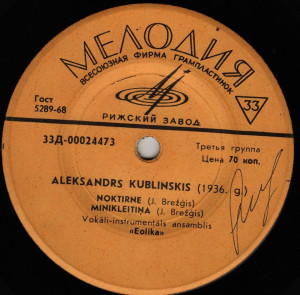 МЕЛОДИЯ
ВСЕСОЮЗНАЯ ФИРМА ГРАМПЛАСТИНОК
Гост
5289-68
33
РИЖСКИЙ ЗАВОД
33Д-00024473
Третья группа
Цена 70 коп.
ALEKSANDRS KUBLINSKIS (1936. g.)
NOKTIRNE (J. Brežģis)
MINIKLEITIŅA (J. Brežģis)
Vokāli-instrumentāls ansamblis
«Eolika»